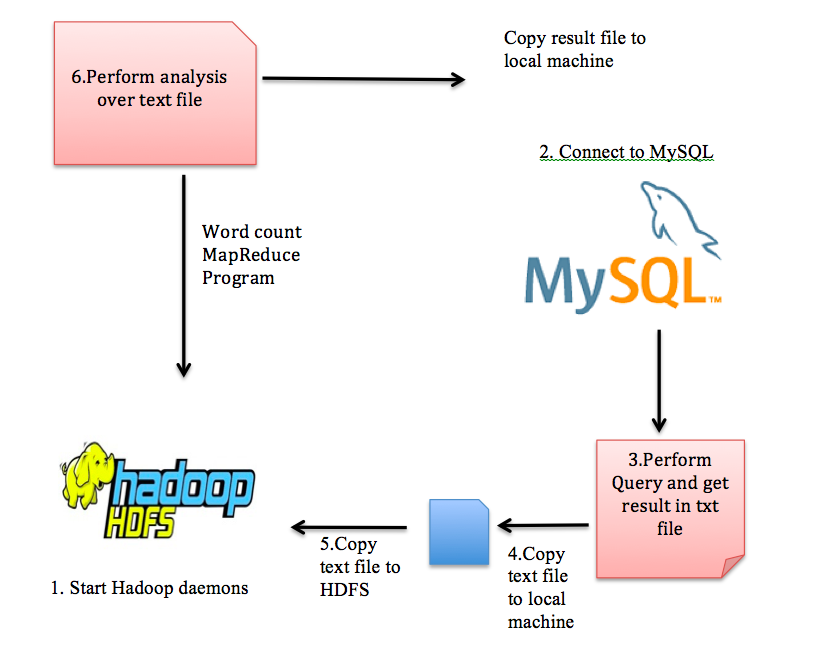 6.Perform analysis
over text file
Copy result file to
local machine
2. Connect to MySQL
MySQL™
Word count
MapReduce
Program
3.Perform
Query and get
result in txt
file
hadoop
HDFS
1. Start Hadoop daemons
5.Copy
text file to
HDFS
4.Copy
text file
to local
machine